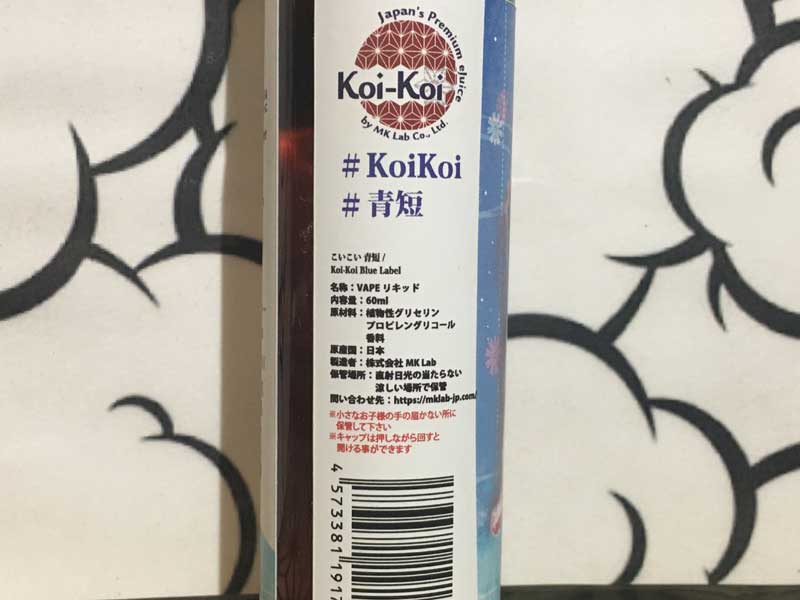 Japan's Premium eJuice
Koi-Koi
by MK Lab Co., Ltd.
# KoiKoi
# 青短
こいこい 青短 /
Koi-Koi Blue Label
名称：VAPE リキッド
内容量：60ml
原材料：植物性グリセリン
プロピレングリコール
香料
原産国：日本
製造者：株式会社 MK Lab
保管場所：直射日光の当たらない
涼しい場所で保管
問い合わせ先：https://mklab-jp.com/
※小さなお子様の手の届かない所に
保管して下さい
※キャップは押しながら回すと
開ける事ができます
4 573381 1917